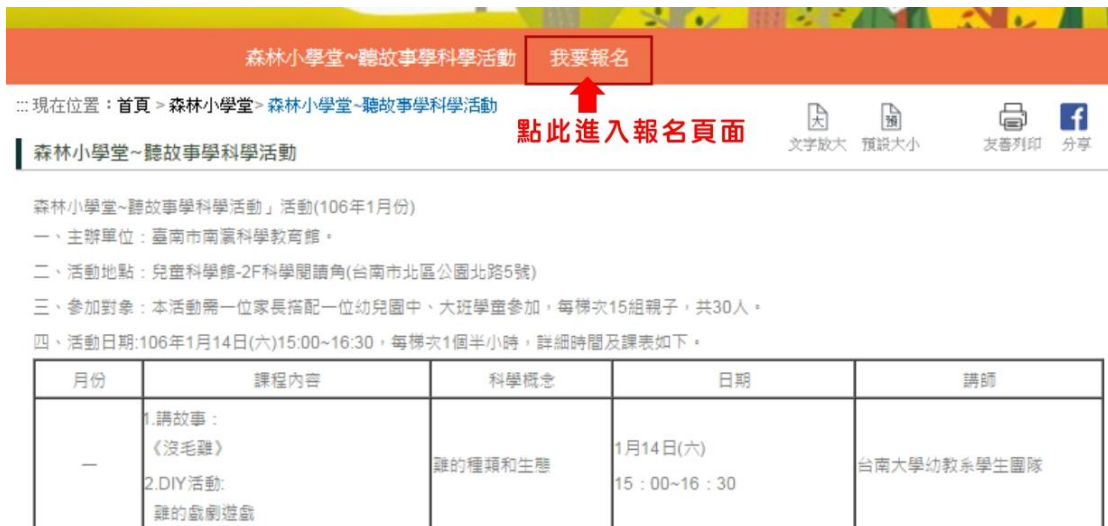 森林小學堂~聽故事學科學活動 我要報名
:::現在位置：首頁 > 森林小學堂> 森林小學堂~聽故事學科學活動
點此進入報名頁面
文字放大 預設大小 友善列印 分享
大 預 f
森林小學堂~聽故事學科學活動
森林小學堂~聽故事學科學活動」活動(106年1月份)
一、主辦單位：臺南市南瀛科學教育館。
二、活動地點：兒童科學館-2F科學閱讀角(台南市北區公園北路5號)
三、參加對象：本活動需一位家長搭配一位幼兒園中、大班學童參加，每梯次15組親子，共30人。
四、活動日期:106年1月14日(六)15:00~16:30，每梯次1個半小時，詳細時間及課表如下。
月份 課程內容 科學概念 日期 講師
1.講故事：
《沒毛雞》
一 雞的種類和生態 1月14日(六) 台南大學幼教系學生團隊
2.DIY活動: 15：00~16：30
雞的戲劇遊戲